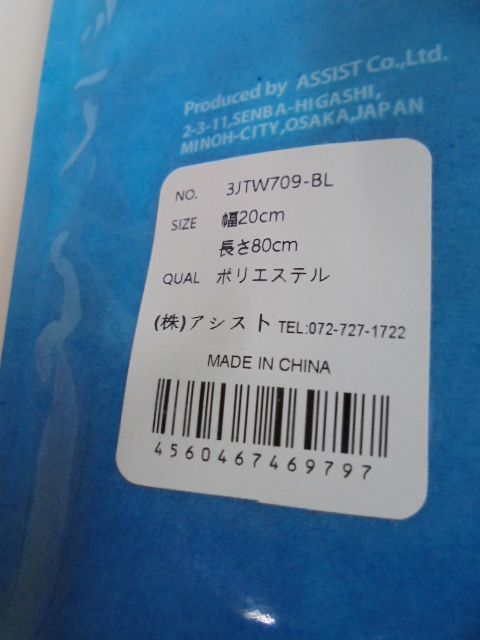 Produced by ASSIST Co.,Ltd.
2-3-11,SENBA-HIGASHI,
MINOH-CITY,OSAKA,JAPAN
NO. 3JTW709-BL
SIZE 幅20cm
長さ80cm
QUAL ポリエステル
(株)アシスト TEL:072-727-1722
MADE IN CHINA
4560467469797